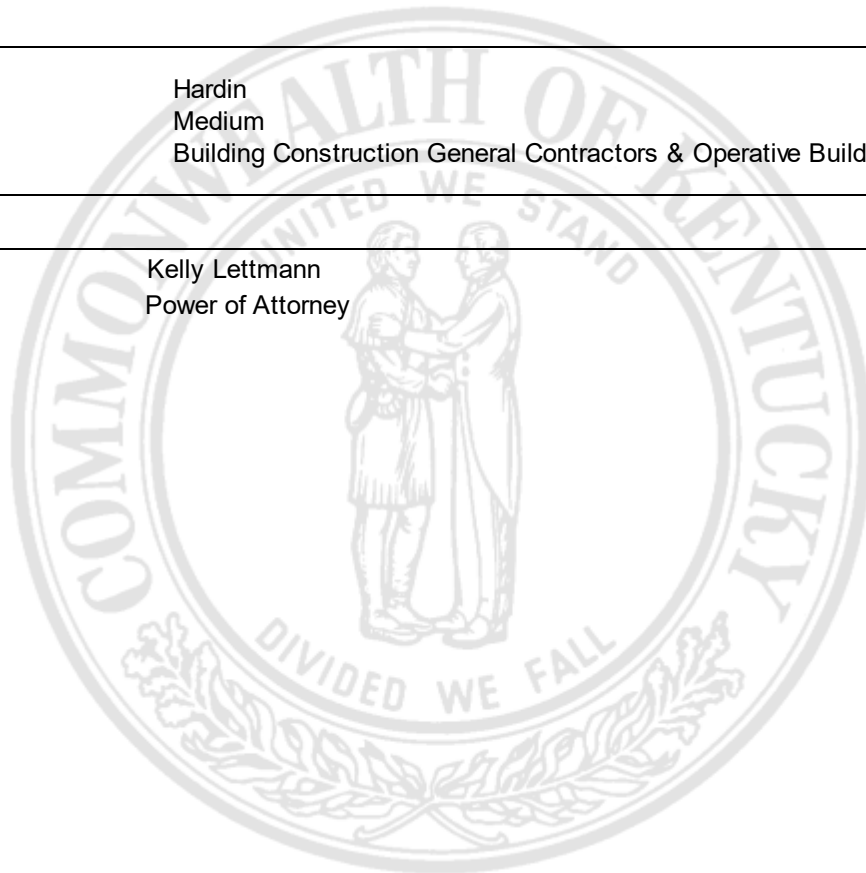 Hardin
Medium
Building Construction General Contractors & Operative Build
Kelly Lettmann
Power of Attorney
COMMONWEALTH OF KENTUCKY
UNITED WE STAND
DIVIDED WE FALL